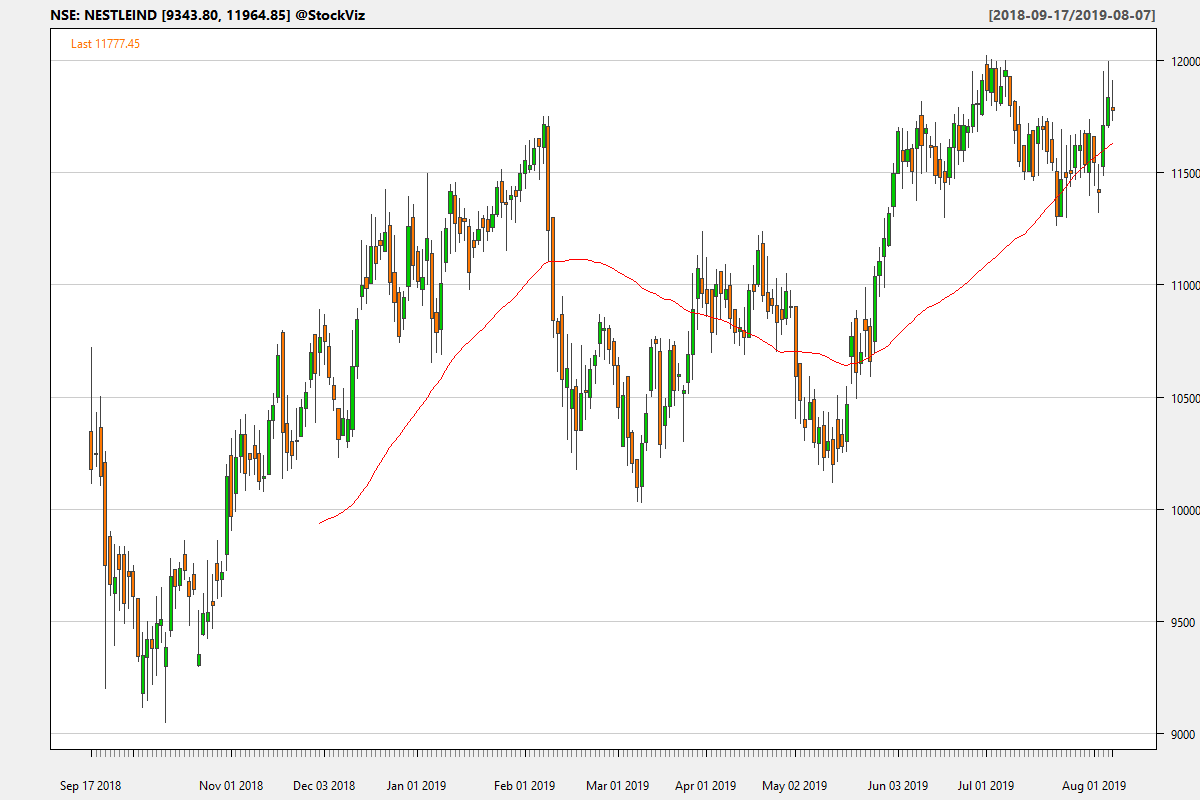 NSE: NESTLEIND [9343.80, 11964.85] @StockViz
[2018-09-17/2019-08-07]
Last 11777.45
12000
11500
11000
10500
10000
9500
9000
Sep 17 2018
Nov 01 2018
Dec 03 2018
Jan 01 2019
Feb 01 2019
Mar 01 2019
Apr 01 2019
May 02 2019
Jun 03 2019
Jul 01 2019
Aug 01 2019